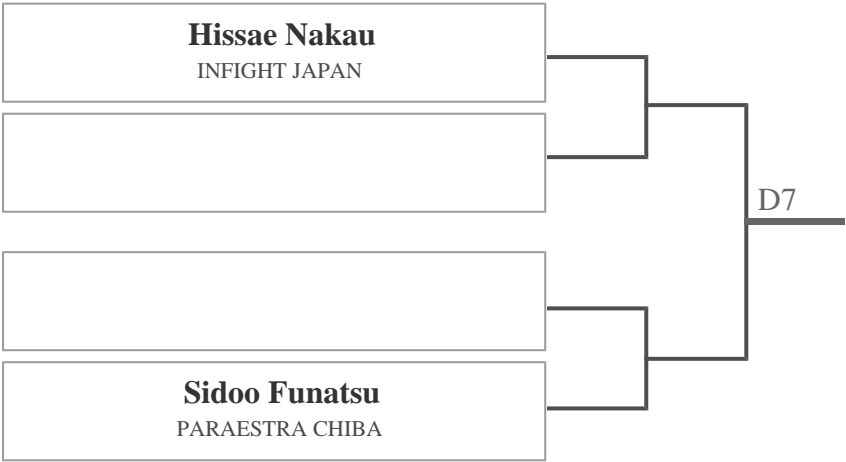 Hissae Nakau
INFIGHT JAPAN
D7
Sidoo Funatsu
PARAESTRA CHIBA